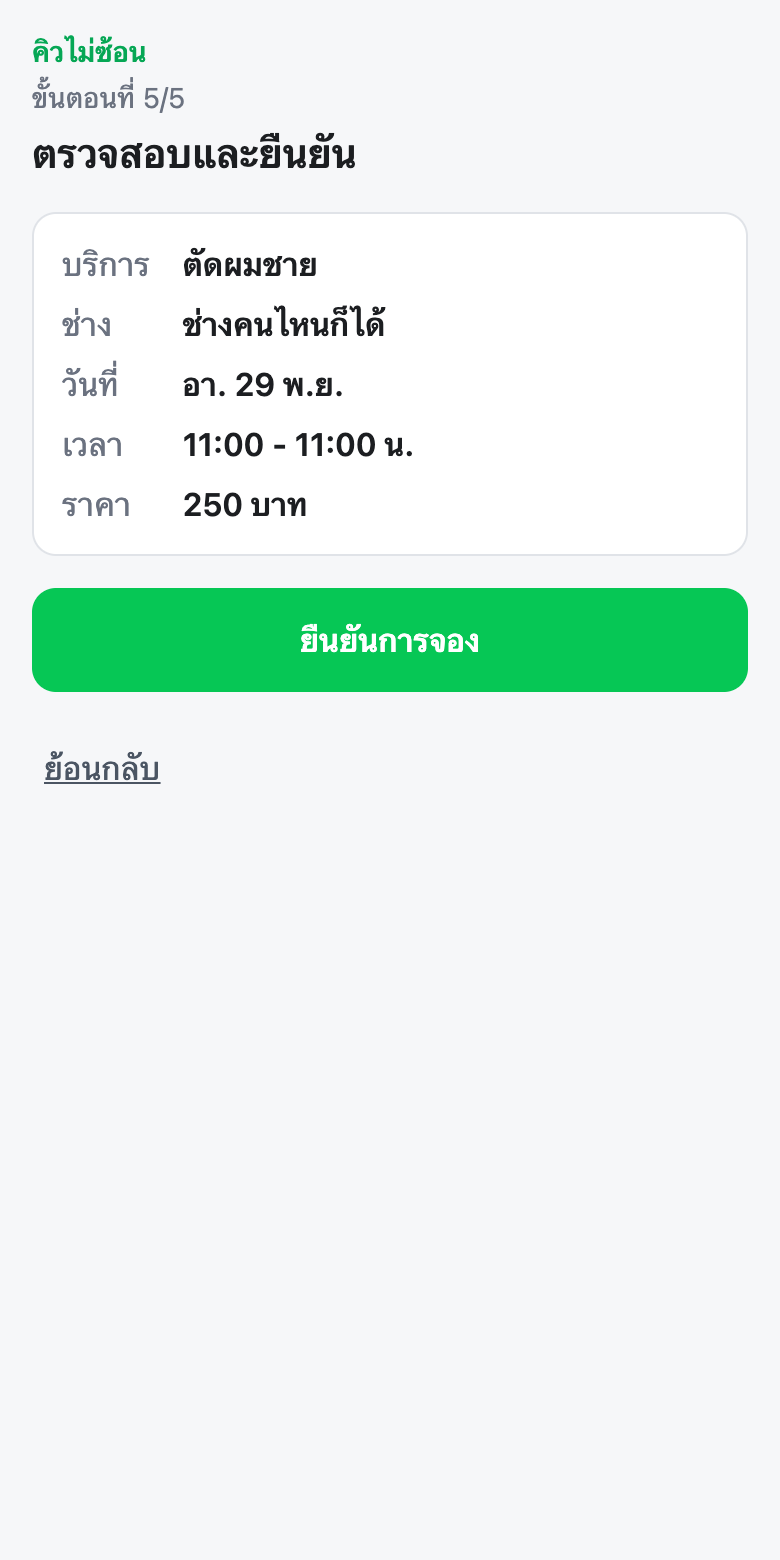 คิวไม่ซ้อน
ขั้นตอนที่ 5/5
ตรวจสอบและยืนยัน
บริการ ตัดผมชาย
ช่าง ช่างคนไหนก็ได้
วันที่ อา. 29 พ.ย.
เวลา 11:00 - 11:00 น.
ราคา 250 บาท
ยืนยันการจอง
ย้อนกลับ